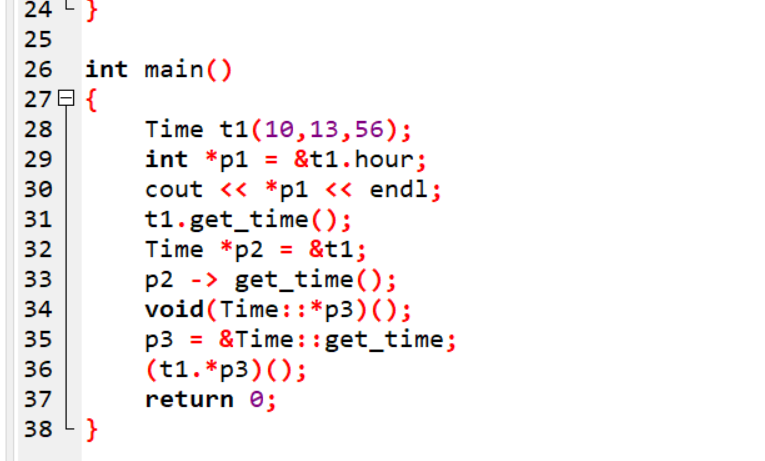 24 }
25
26 int main()
27 {
28 Time t1(10,13,56);
29 int *p1 = &t1.hour;
30 cout << *p1 << endl;
31 t1.get_time();
32 Time *p2 = &t1;
33 p2 -> get_time();
34 void(Time::*p3)();
35 p3 = &Time::get_time;
36 (t1.*p3)();
37 return 0;
38 }